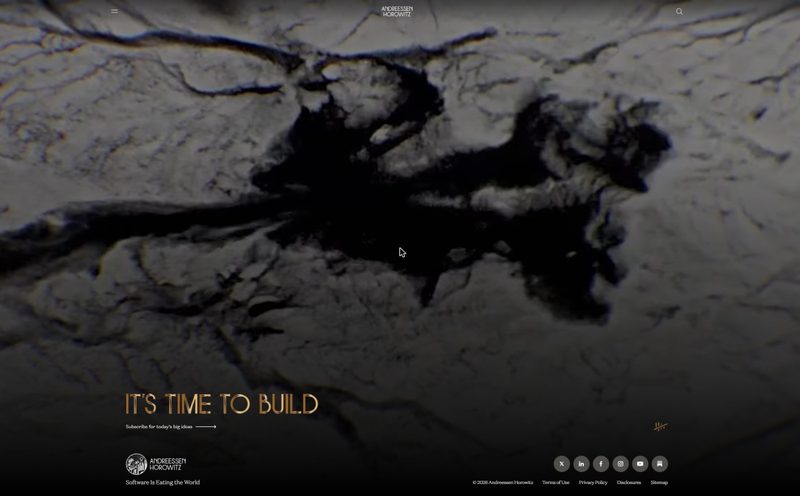 ANDREESSEN
HOROWITZ
IT'S TIME TO BUILD
Subscribe for today's big ideas
ANDREESSEN
HOROWITZ
Software Is Eating the World
© 2026 Andreessen Horowitz Terms of Use Privacy Policy Disclosures Sitemap